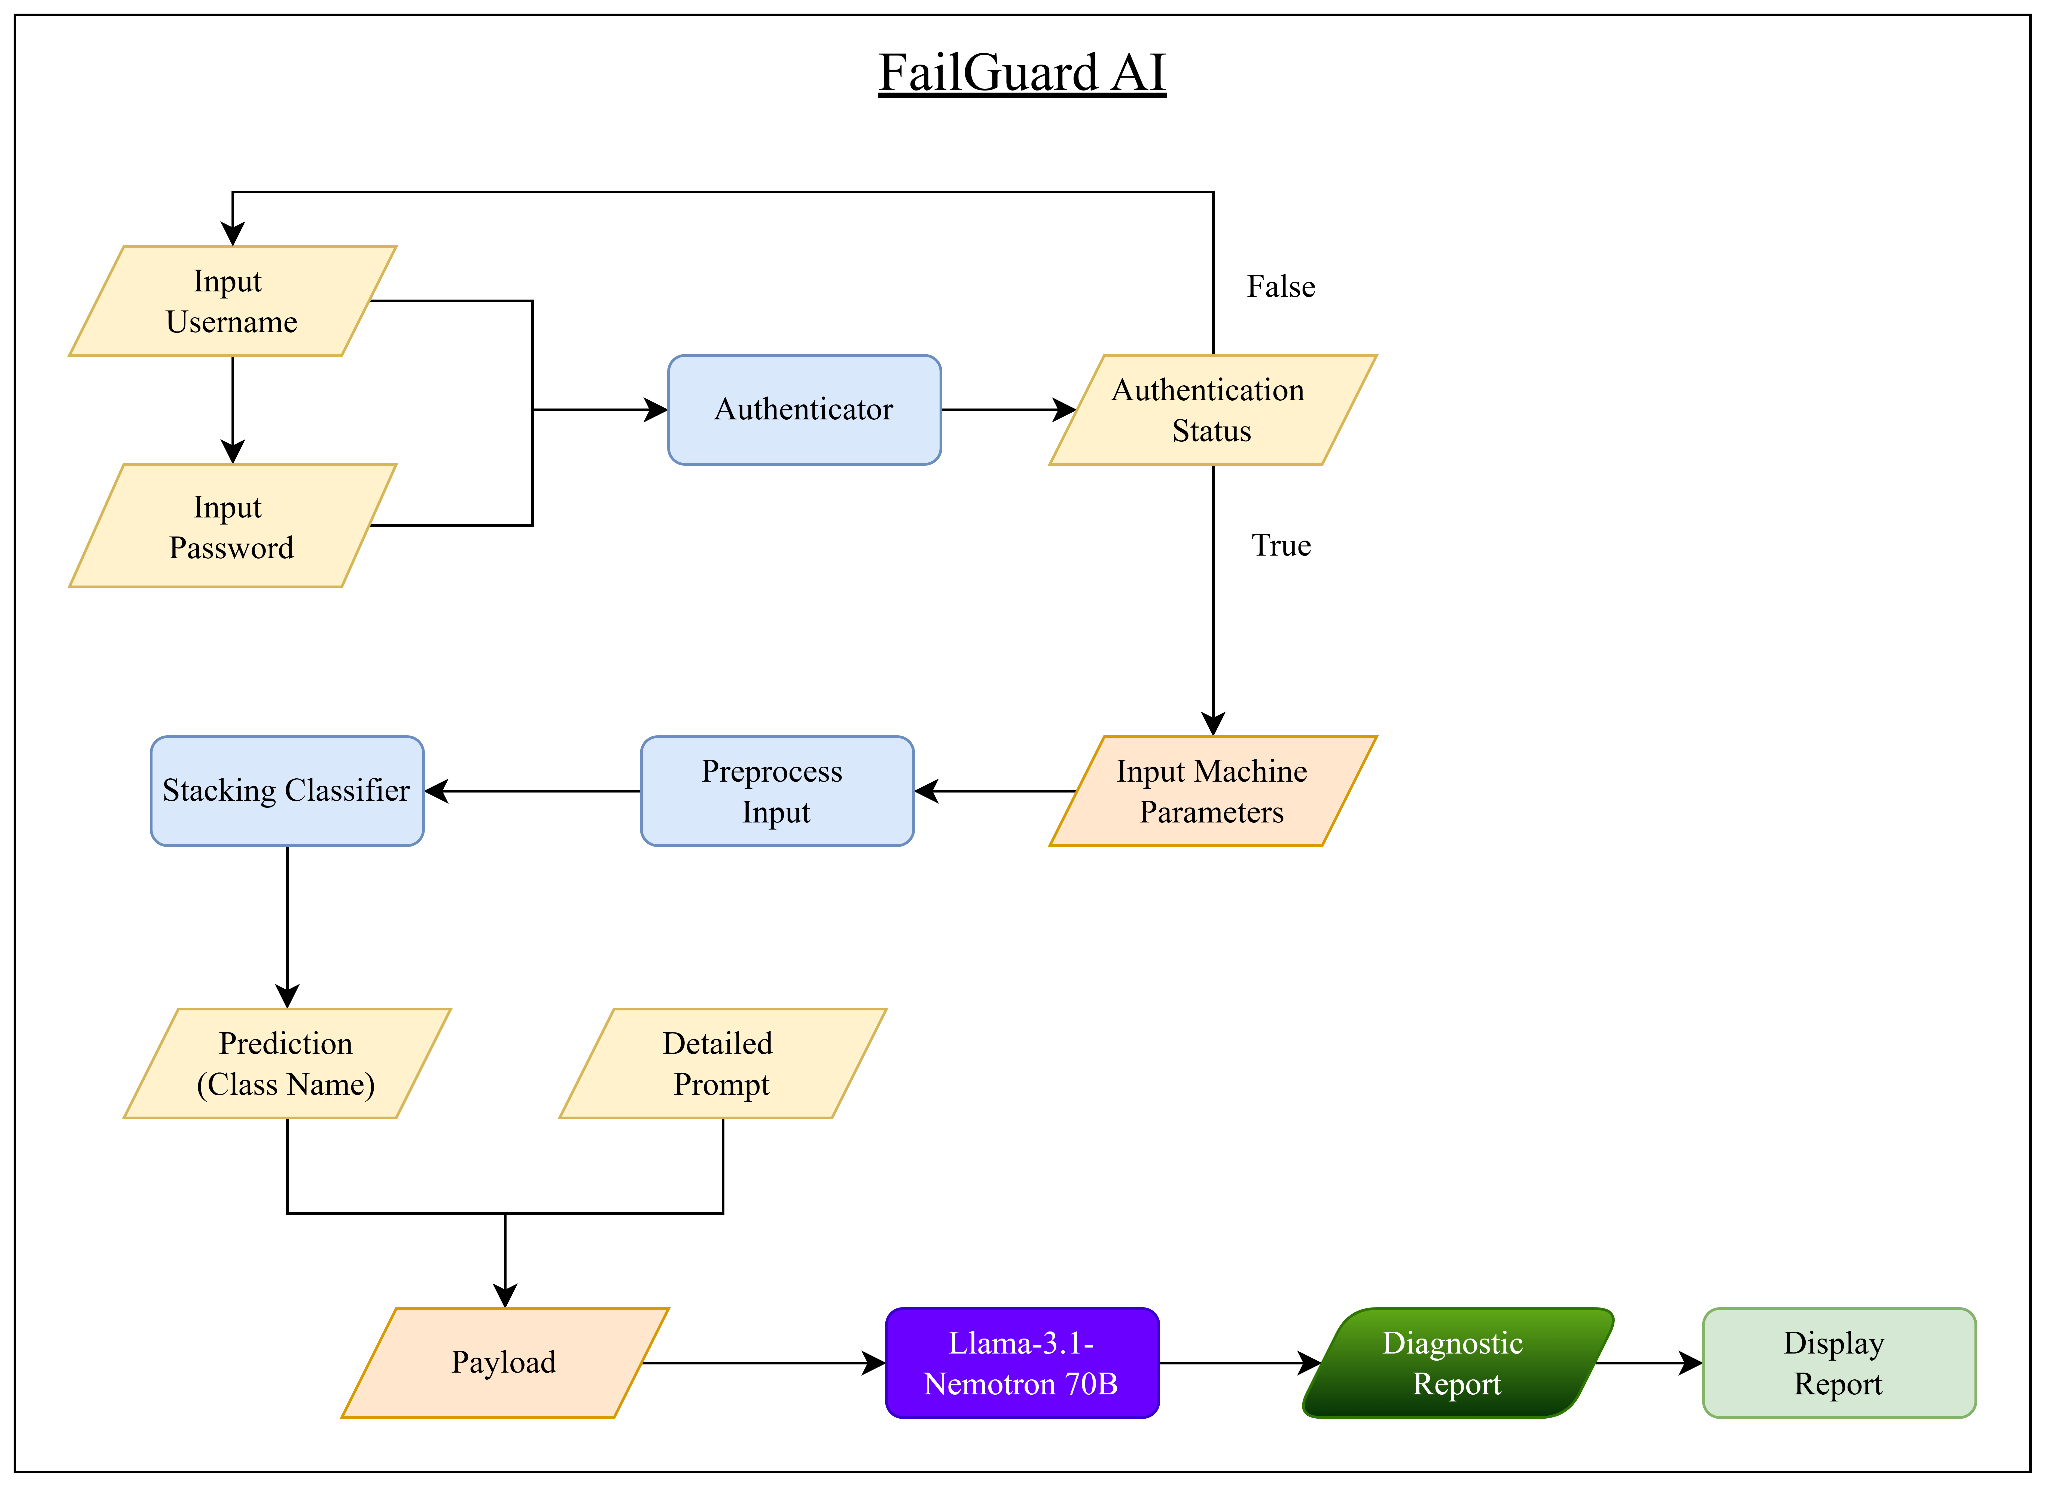 FailGuard AI
Input
Username
False
Authenticator
Authentication
Status
Input
Password
True
Stacking Classifier
Preprocess
Input
Input Machine
Parameters
Prediction
(Class Name)
Detailed
Prompt
Payload
Llama-3.1-
Nemotron 70B
Diagnostic
Report
Display
Report